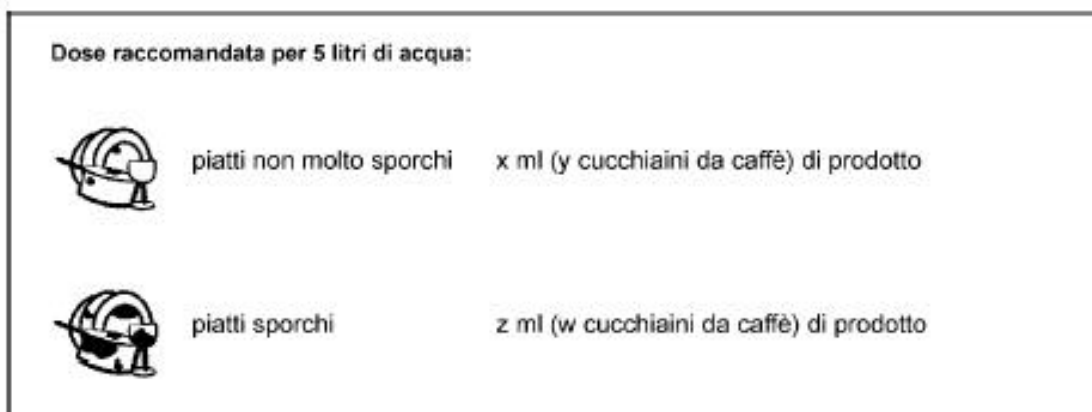 Dose raccomandata per 5 litri di acqua:
piatti non molto sporchi x ml (y cucchiaini da caffè) di prodotto
piatti sporchi z ml (w cucchiaini da caffè) di prodotto